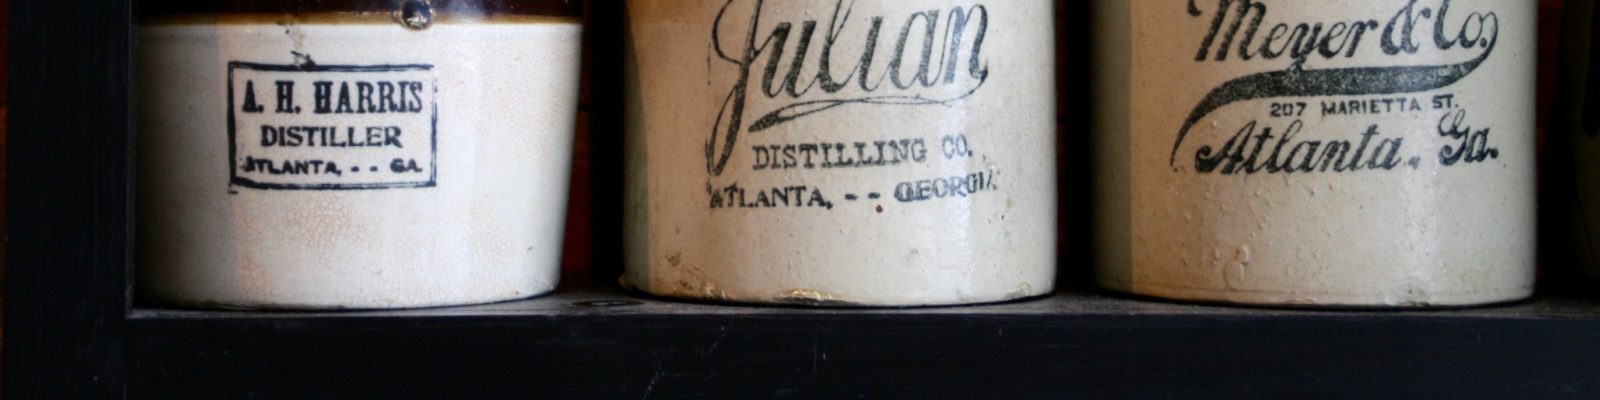 A. H. HARRIS
DISTILLER
ATLANTA, - - GA.
Julian
DISTILLING CO.
ATLANTA, - - GEORGIA
Meyer & Co.
207 MARIETTA ST.
Atlanta, Ga.